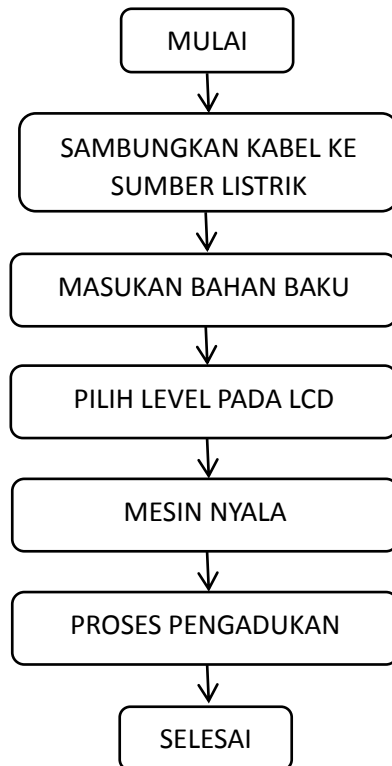 MULAI
SAMBUNGKAN KABEL KE
SUMBER LISTRIK
MASUKAN BAHAN BAKU
PILIH LEVEL PADA LCD
MESIN NYALA
PROSES PENGADUKAN
SELESAI